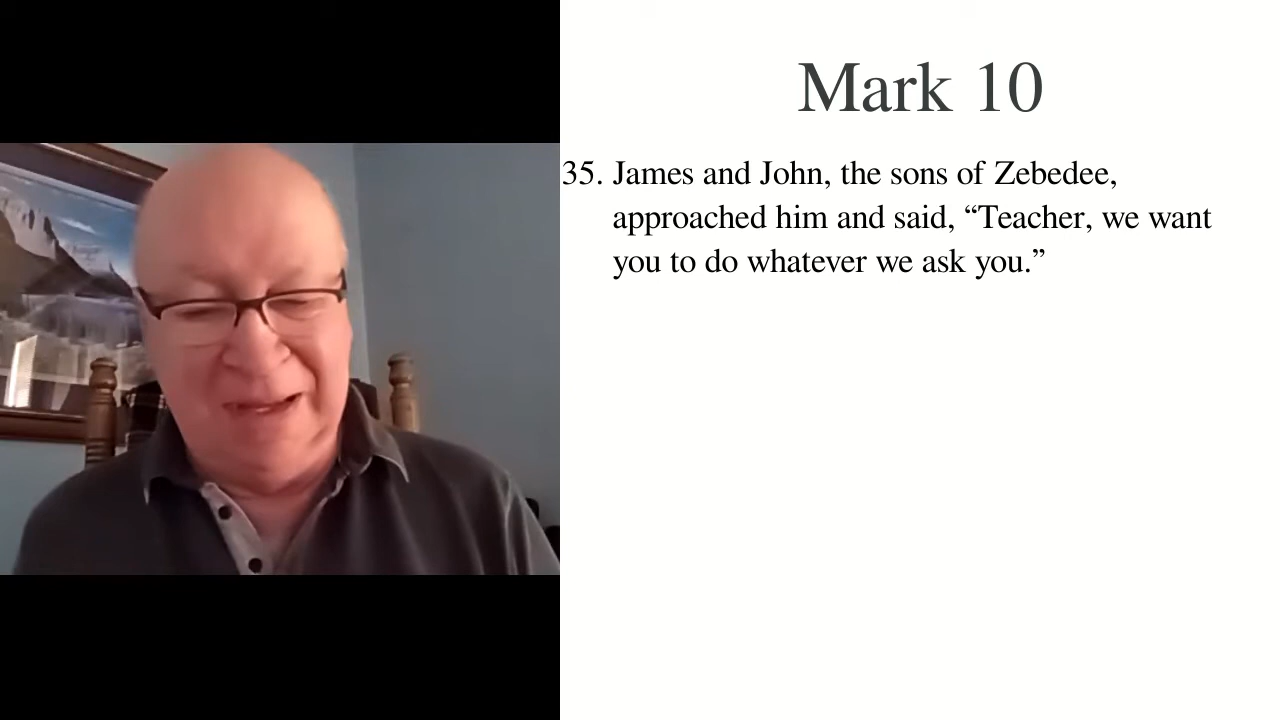 Mark 10
35. James and John, the sons of Zebedee,
approached him and said, “Teacher, we want
you to do whatever we ask you.”